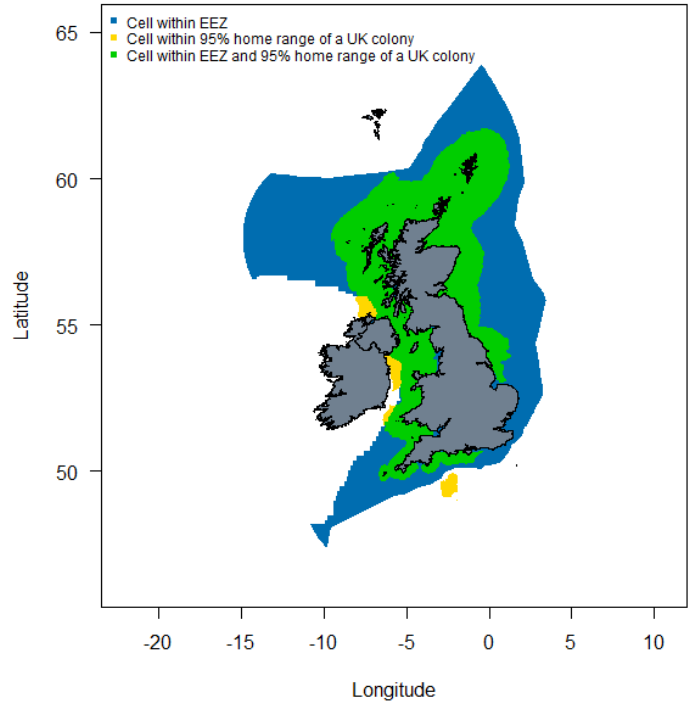 Cell within EEZ
Cell within 95% home range of a UK colony
Cell within EEZ and 95% home range of a UK colony
65
60
55
50
Latitude
-20 -15 -10 -5 0 5 10
Longitude